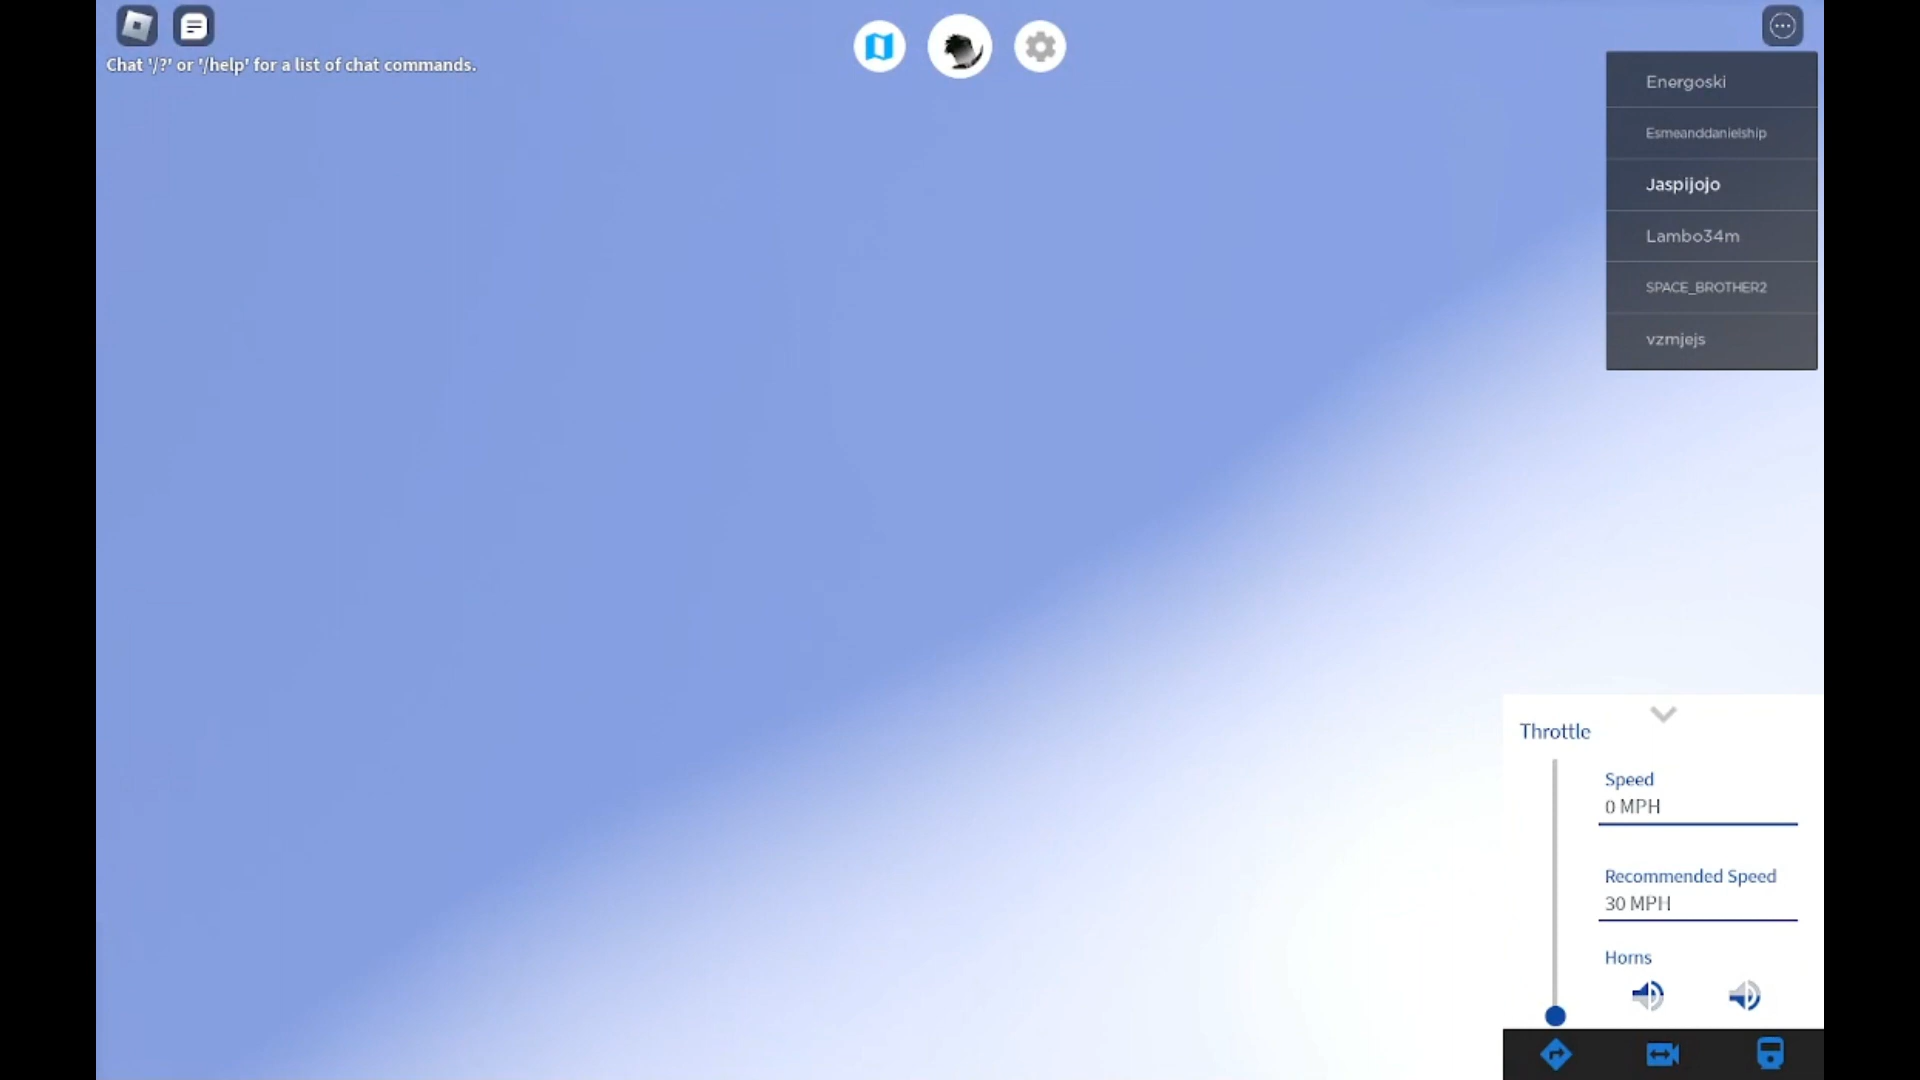 Chat '/?' or '/help' for a list of chat commands.
Energoski
Esmeanddanielship
Jaspijojo
Lambo34m
SPACE_BROTHER2
vzmjejs
Throttle
Speed
0 MPH
Recommended Speed
30 MPH
Horns